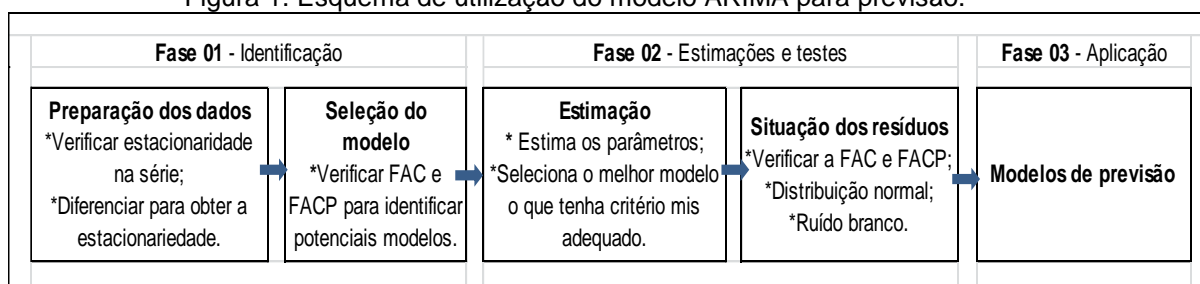 Figura 1. Esquema de utilização do modelo ARIMA para previsão.
Fase 01 - Identificação
Fase 02 - Estimações e testes
Fase 03 - Aplicação
Preparação dos dados
*Verificar estacionaridade
na série;
*Diferenciar para obter a
estacionariedade.
Seleção do
modelo
*Verificar FAC e
FACP para identificar
potenciais modelos.
Estimação
* Estima os parâmetros;
*Seleciona o melhor modelo
o que tenha critério mis
adequado.
Situação dos resíduos
*Verificar a FAC e FACP;
*Distribuição normal;
*Ruído branco.
Modelos de previsão